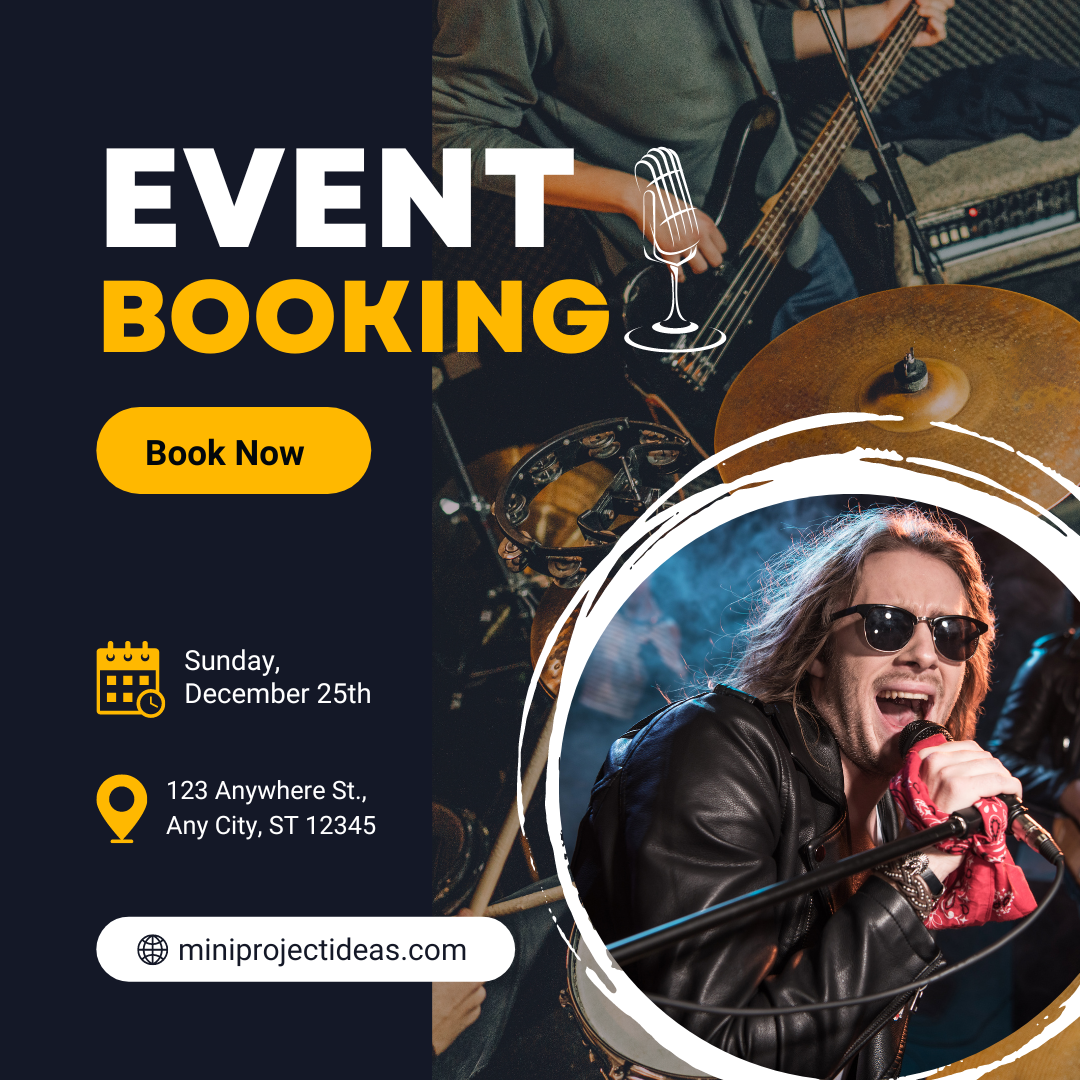 EVENT
BOOKING
Book Now
Sunday,
December 25th
123 Anywhere St.,
Any City, ST 12345
miniprojectideas.com